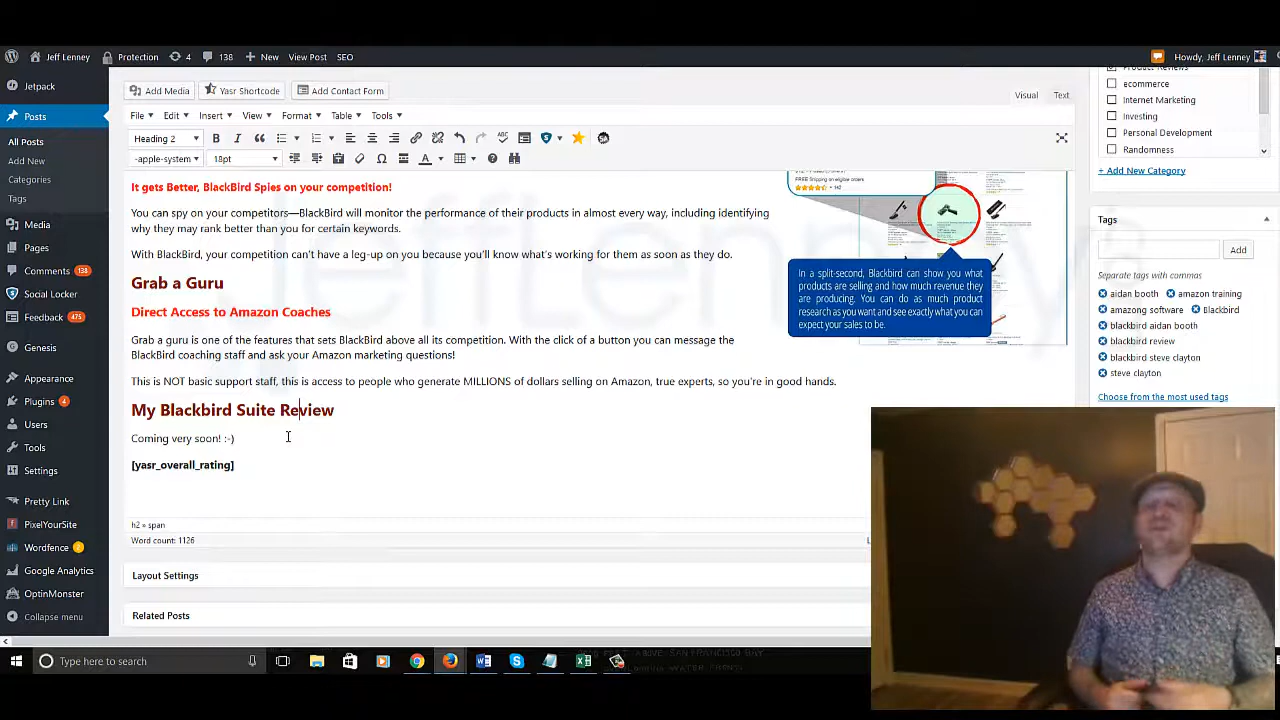 Jeff Lenney
Protection
4
138
New
View Post
SEO
Howdy, Jeff Lenney
Jetpack
Posts
All Posts
Add New
Categories
Tags
Media
Pages
Comments 138
Social Locker
Feedback 475
Genesis
Appearance
Plugins 4
Users
Tools
Settings
Pretty Link
PixelYourSite
Wordfence 2
Google Analytics
OptinMonster
Collapse menu
Add Media
Yasr Shortcode
Add Contact Form
Visual
Text
File
Edit
Insert
View
Format
Table
Tools
Heading 2
-apple-system
18pt
It gets Better, BlackBird Spies on your competition!
You can spy on your competitors—BlackBird will monitor the performance of their products in almost every way, including identifying
why they may rank better than you for certain keywords.
With BlackBird, your competition won't have a leg up on you because you'll know what's working for them as soon as they do.
Grab a Guru
Direct Access to Amazon Coaches
Grab a guru is one of the features that sets BlackBird above all its competition. With the click of a button you can message the
BlackBird coaching staff and ask your Amazon marketing questions!
This is NOT basic support staff, this is access to people who generate MILLIONS of dollars selling on Amazon, true experts, so you're in good hands.
My Blackbird Suite Review
Coming very soon! :-)
[yasr_overall_rating]
FREE Shipping on eligible orders
In a split-second, Blackbird can show you what
products are selling and how much revenue they
are producing. You can do as much product
research as you want and see exactly what you can
expect your sales to be.
h2 » span
Word count: 1126
Layout Settings
Related Posts
Product Reviews
ecommerce
Internet Marketing
Investing
Personal Development
Randomness
+ Add New Category
Tags
Add
Separate tags with commas
aidan booth
amazon training
amazong software
Blackbird
blackbird aidan booth
blackbird review
blackbird steve clayton
steve clayton
Choose from the most used tags
Type here to search